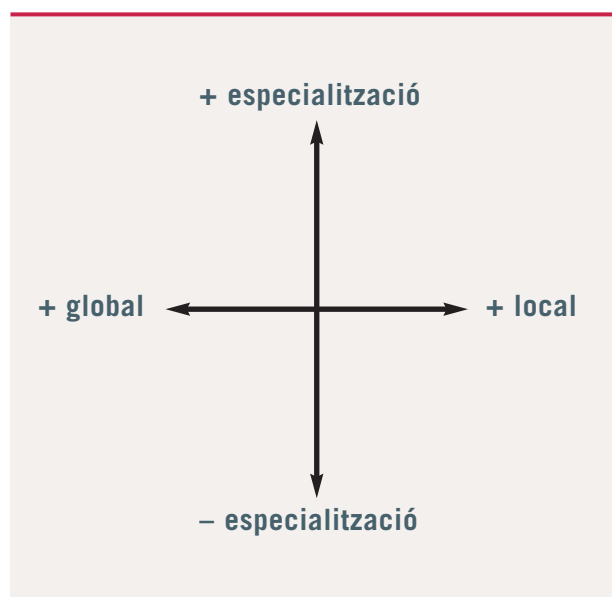 + especialització
+ global
+ local
– especialització